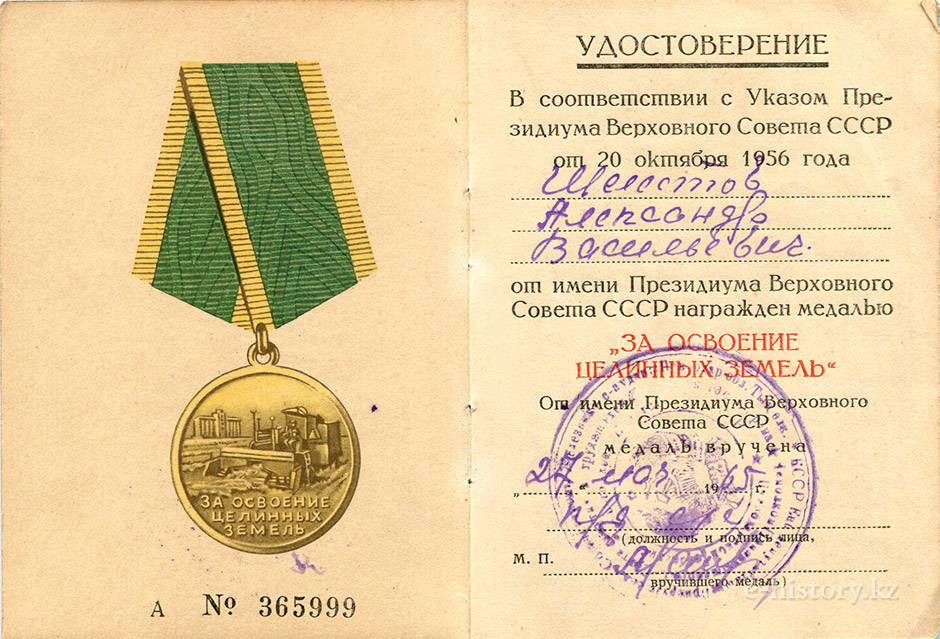 ЗА ОСВОЕНИЕ
ЦЕЛИННЫХ
ЗЕМЕЛЬ
А № 365999
УДОСТОВЕРЕНИЕ
В соответствии с Указом Пре-
зидиума Верховного Совета СССР
от 20 октября 1956 года
Александр
Васильевич.
от имени Президиума Верховного
Совета СССР награжден медалью
„ЗА ОСВОЕНИЕ
ЦЕЛИННЫХ ЗЕМЕЛЬ“
От имени Президиума Верховного
Совета СССР
медаль вручена
„27“ 19 65 г.
(должность и подпись лица,
М. П.
вручившего медаль)
e-history.kz